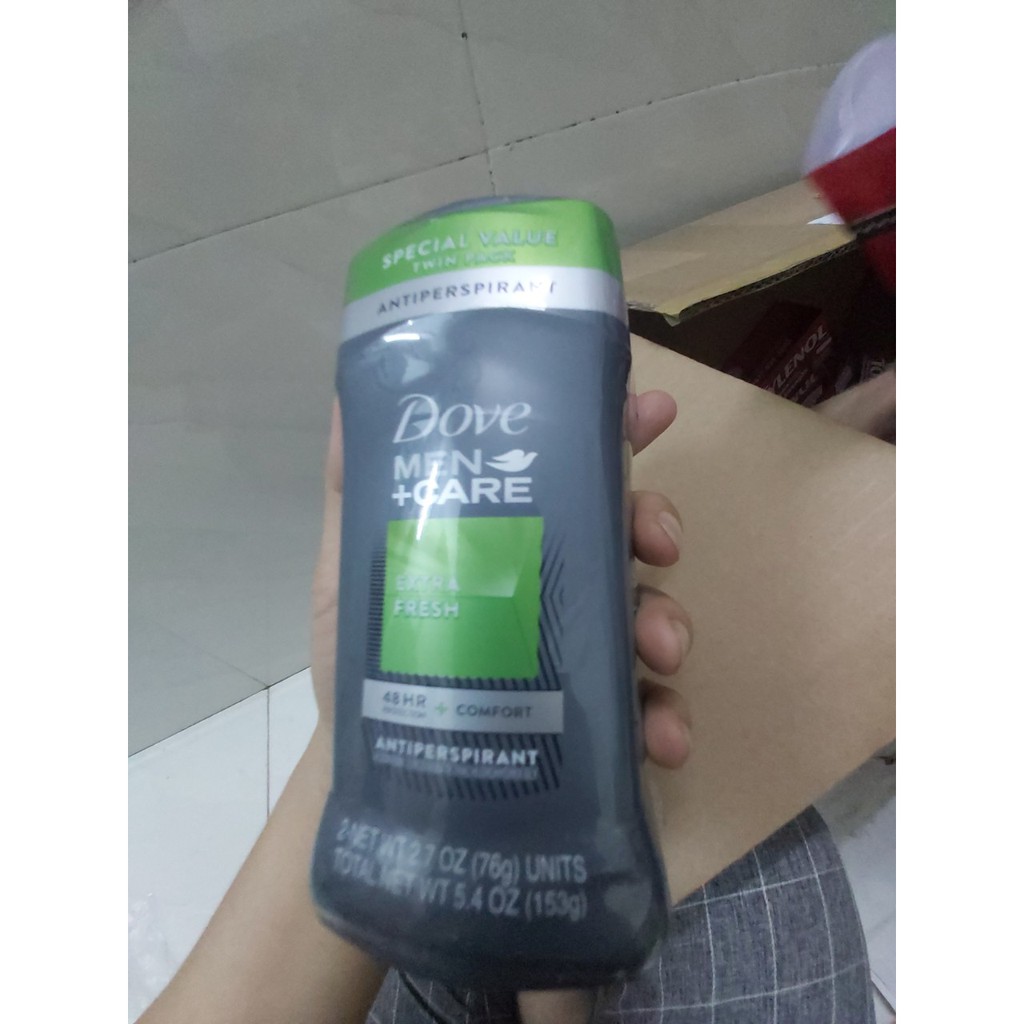 SPECIAL VALUE
TWIN PACK
ANTIPERSPIRANT
Dove
MEN
+CARE
EXTRA
FRESH
48 HR + COMFORT
ANTIPERSPIRANT
2-NET WT 2.7 OZ (76g) UNITS
TOTAL NET WT 5.4 OZ (153g)
TYLENOL